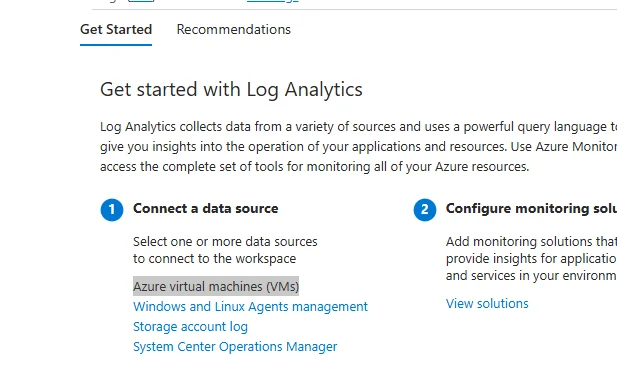 Get Started Recommendations
Get started with Log Analytics
Log Analytics collects data from a variety of sources and uses a powerful query language
give you insights into the operation of your applications and resources. Use Azure
access the complete set of tools for monitoring all of your Azure resources.
1 Connect a data source
Select one or more data sources
to connect to the workspace
Azure virtual machines (VMs)
Windows and Linux Agents management
Storage account log
System Center Operations Manager
2 Configure monitoring
Add monitoring solutions that
provide insights for
and services in your
View solutions